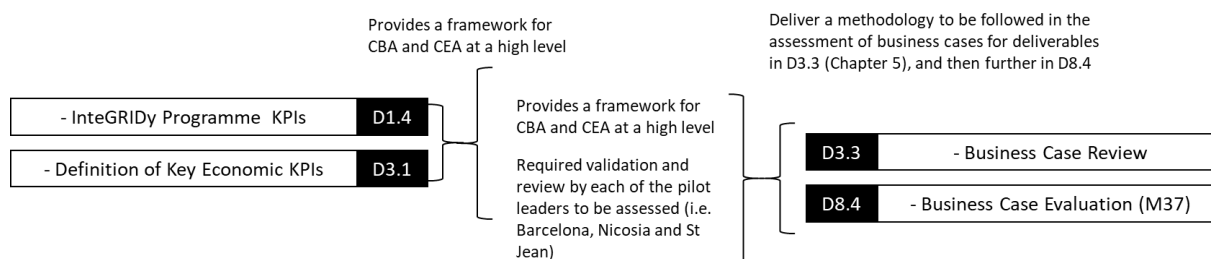 Provides a framework for
CBA and CEA at a high level
Deliver a methodology to be followed in the
assessment of business cases for deliverables
in D3.3 (Chapter 5), and then further in D8.4
- InteGRIDy Programme KPIs D1.4
- Definition of Key Economic KPIs D3.1
Provides a framework for
CBA and CEA at a high level
Required validation and
review by each of the pilot
leaders to be assessed (i.e.
Barcelona, Nicosia and St
Jean)
D3.3 - Business Case Review
D8.4 - Business Case Evaluation (M37)